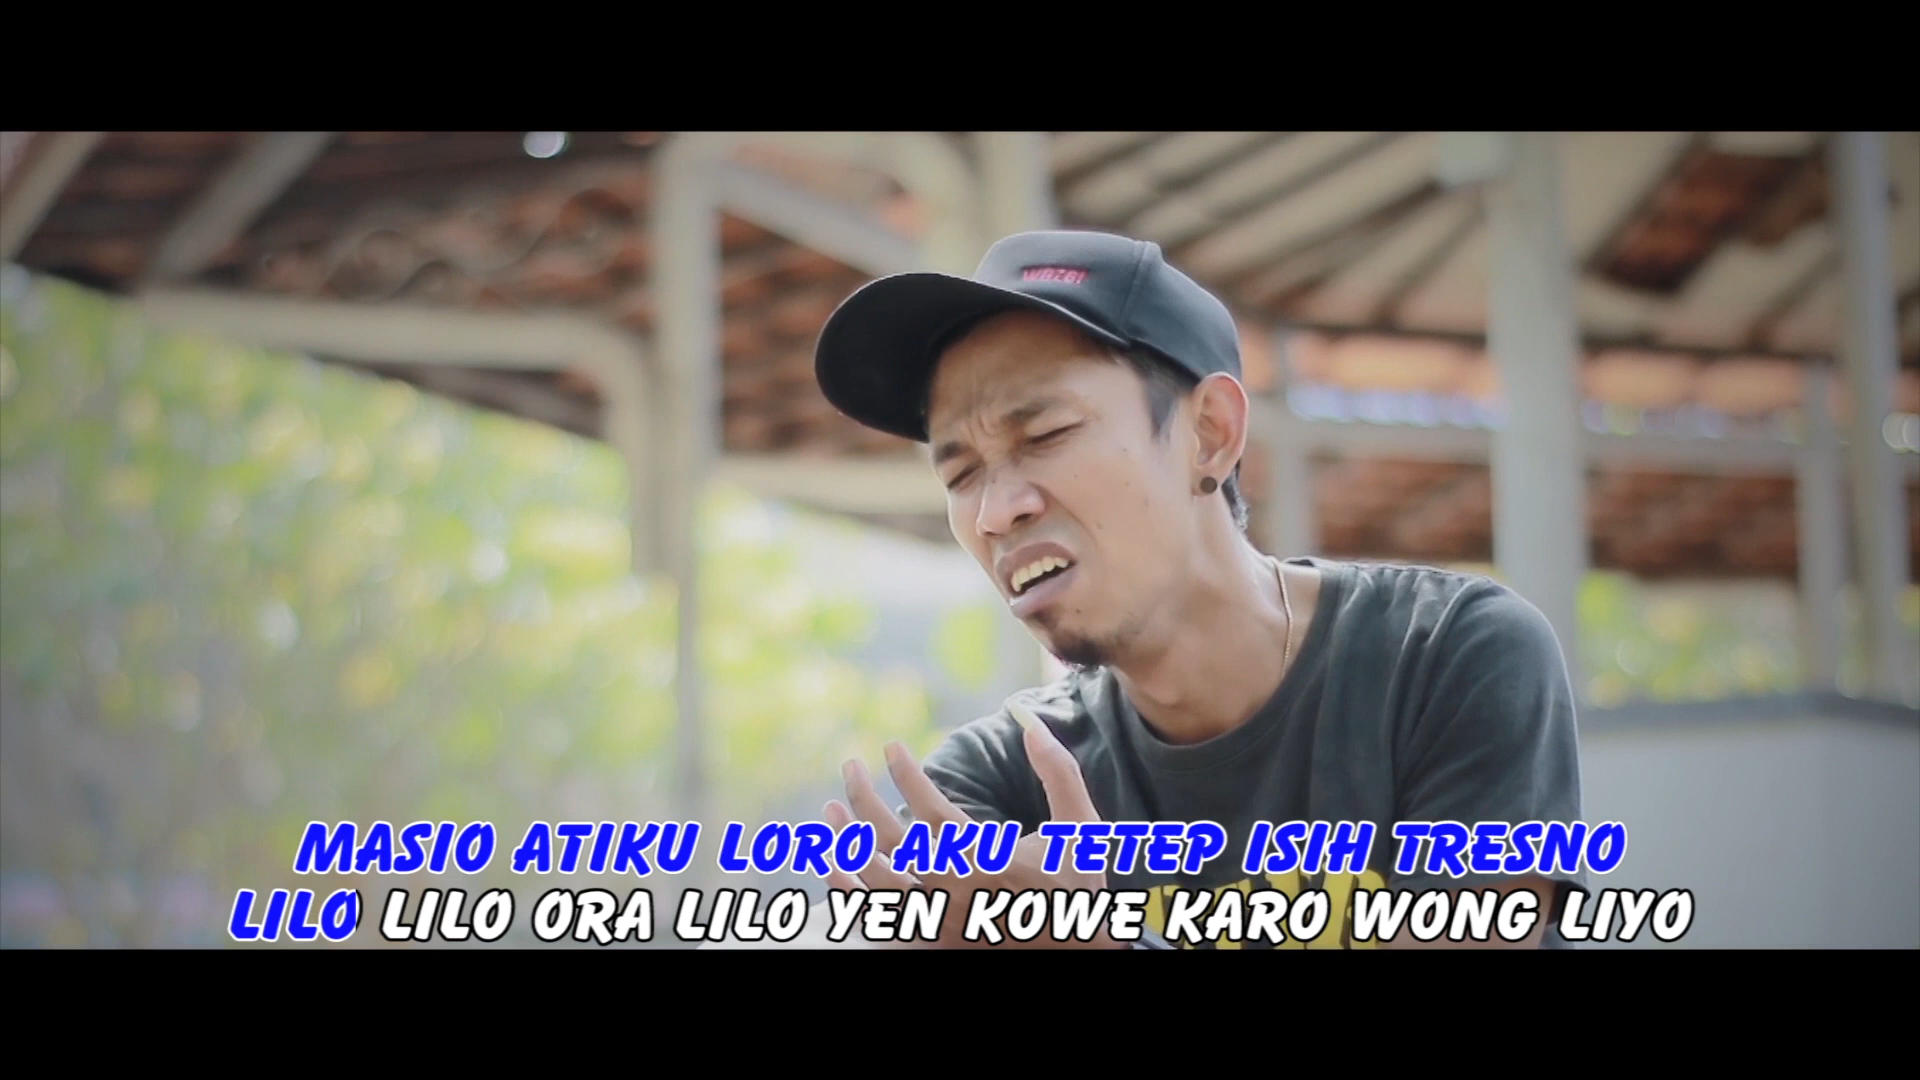 MASIO ATIKU LORO AKU TETEP ISIH TRESNO
LILO LILO ORA LILO YEN KOWE KARO WONG LIYO